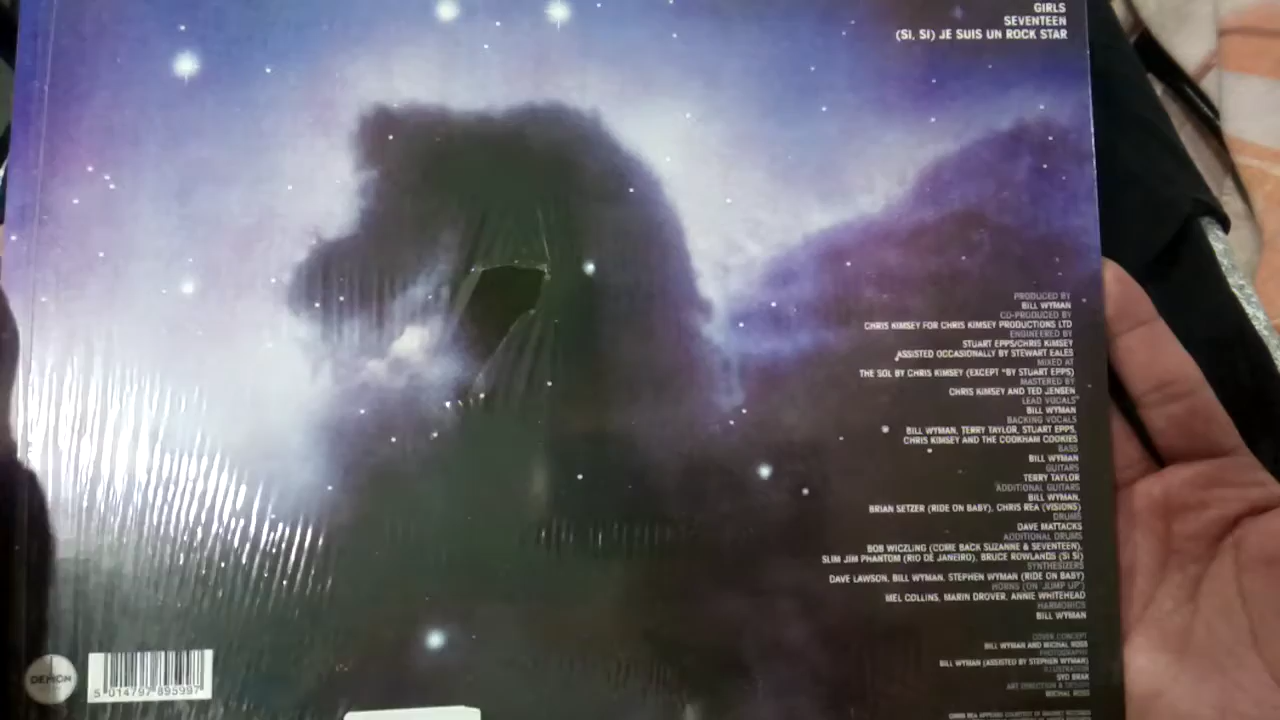 GIRLS
SEVENTEEN
(SI, SI) JE SUIS UN ROCK STAR
PRODUCED BY
BILL WYMAN
CO-PRODUCED BY
CHRIS KIMSEY FOR CHRIS KIMSEY PRODUCTIONS LTD
ENGINEERED BY
STUART EPPS/CHRIS KIMSEY
ASSISTED OCCASIONALLY BY STEWART EALES
MIXED AT
THE SOL BY CHRIS KIMSEY (EXCEPT *BY STUART EPPS)
MASTERED BY
CHRIS KIMSEY AND TED JENSEN
LEAD VOCALS
BILL WYMAN
BACKING VOCALS
BILL WYMAN, TERRY TAYLOR, STUART EPPS,
CHRIS KIMSEY AND THE COOKHAM COOKIES
BASS
BILL WYMAN
GUITARS
TERRY TAYLOR
ADDITIONAL GUITARS
BILL WYMAN,
BRIAN SETZER (RIDE ON BABY), CHRIS REA (VISIONS)
DRUMS
DAVE MATTACKS
ADDITIONAL DRUMS
BOB WICZLING (COME BACK SUZANNE & SEVENTEEN),
SLIM JIM PHANTOM (RIO DE JANEIRO), BRUCE ROWLANDS (SI SI)
SYNTHESIZERS
DAVE LAWSON, BILL WYMAN, STEPHEN WYMAN (RIDE ON BABY)
HORNS (ON 'JUMP UP')
MEL COLLINS, MARIN DROVER, ANNIE WHITEHEAD
HARMONICS
BILL WYMAN
COVER CONCEPT
BILL WYMAN AND MICHAL ROSS
PHOTOGRAPHY
BILL WYMAN (ASSISTED BY STEPHEN WYMAN)
ILLUSTRATION
SYD BRAK
ART DIRECTION & DESIGN
MICHAL ROSS
DEMON
5 014797 895997